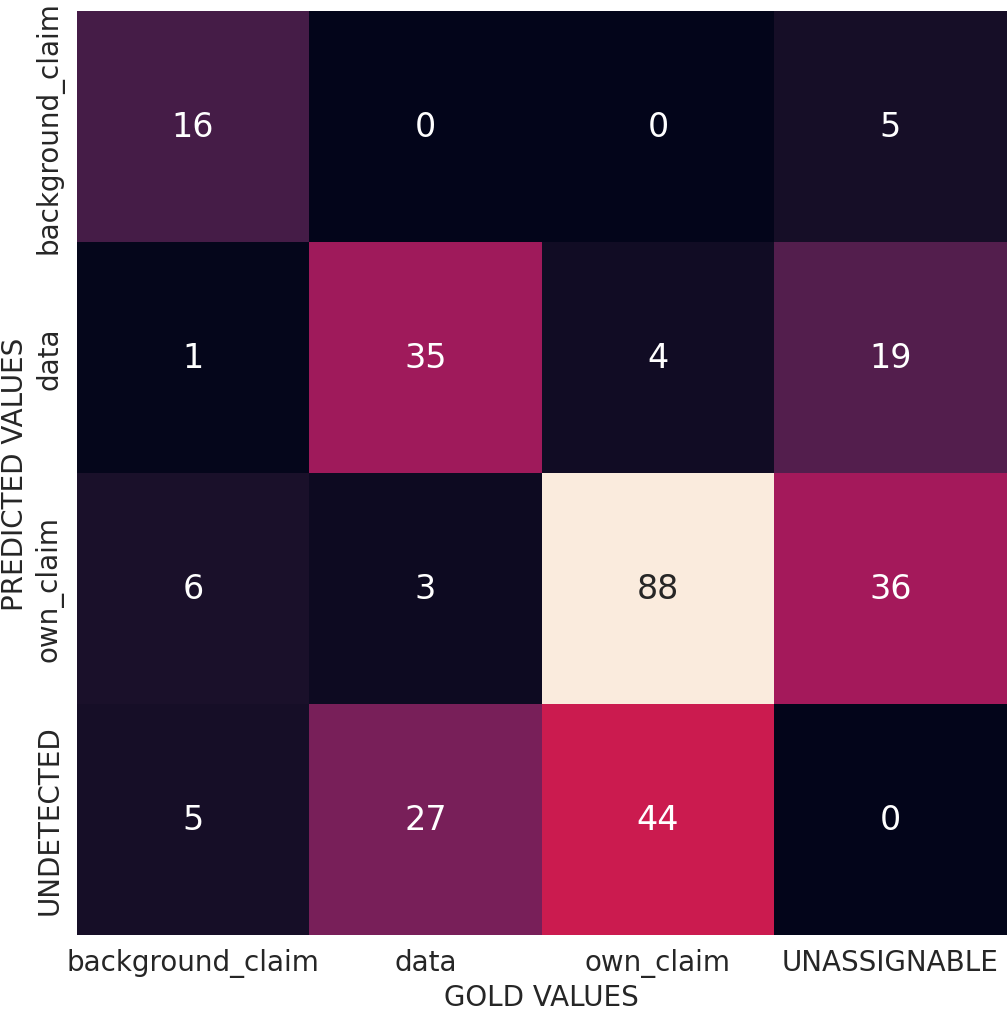 PREDICTED VALUES
background_claim
16 0 0 5
data
1 35 4 19
own_claim
6 3 88 36
UNDETECTED
5 27 44 0
background_claim data own_claim UNASSIGNABLE
GOLD VALUES